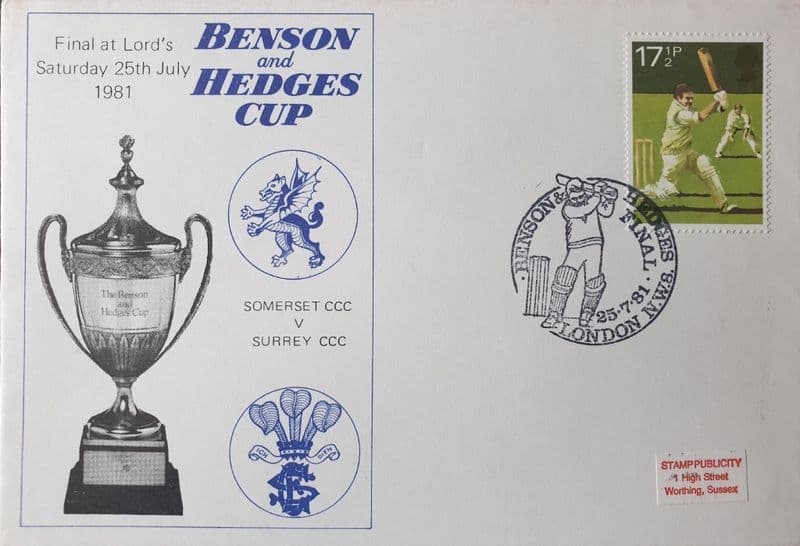 Final at Lord's
Saturday 25th July
1981
BENSON
and
HEDGES
CUP
The Benson
and
Hedges Cup
SOMERSET CCC
V
SURREY CCC
ICH DIEN
17½P
BENSON & HEDGES
FINAL
25.7.81
LONDON N.W.8.
STAMP PUBLICITY
1 High Street
Worthing, Sussex